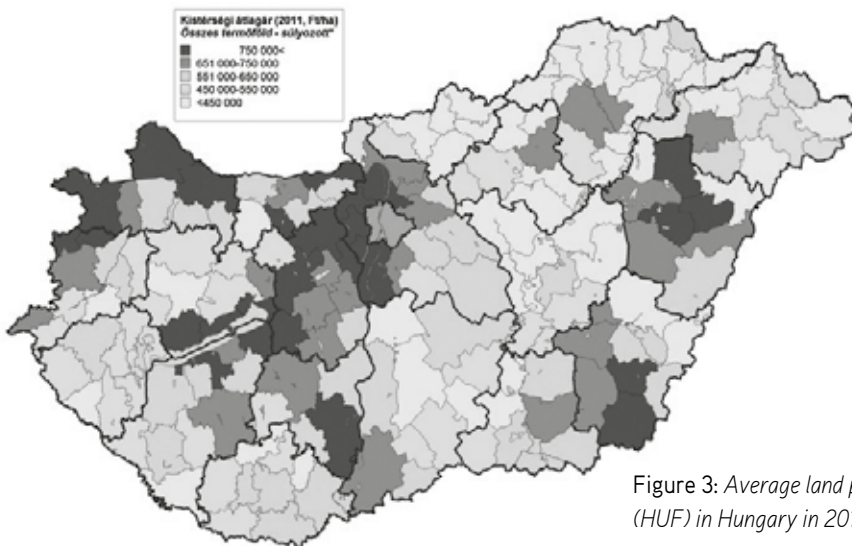 Kistérségi átlagár (2011, Ft/ha)
Összes termőföld - súlyozott"
750 000<
651 000-750 000
551 000-650 000
450 000-550 000
<450 000
Figure 3: Average land p
(HUF) in Hungary in 20